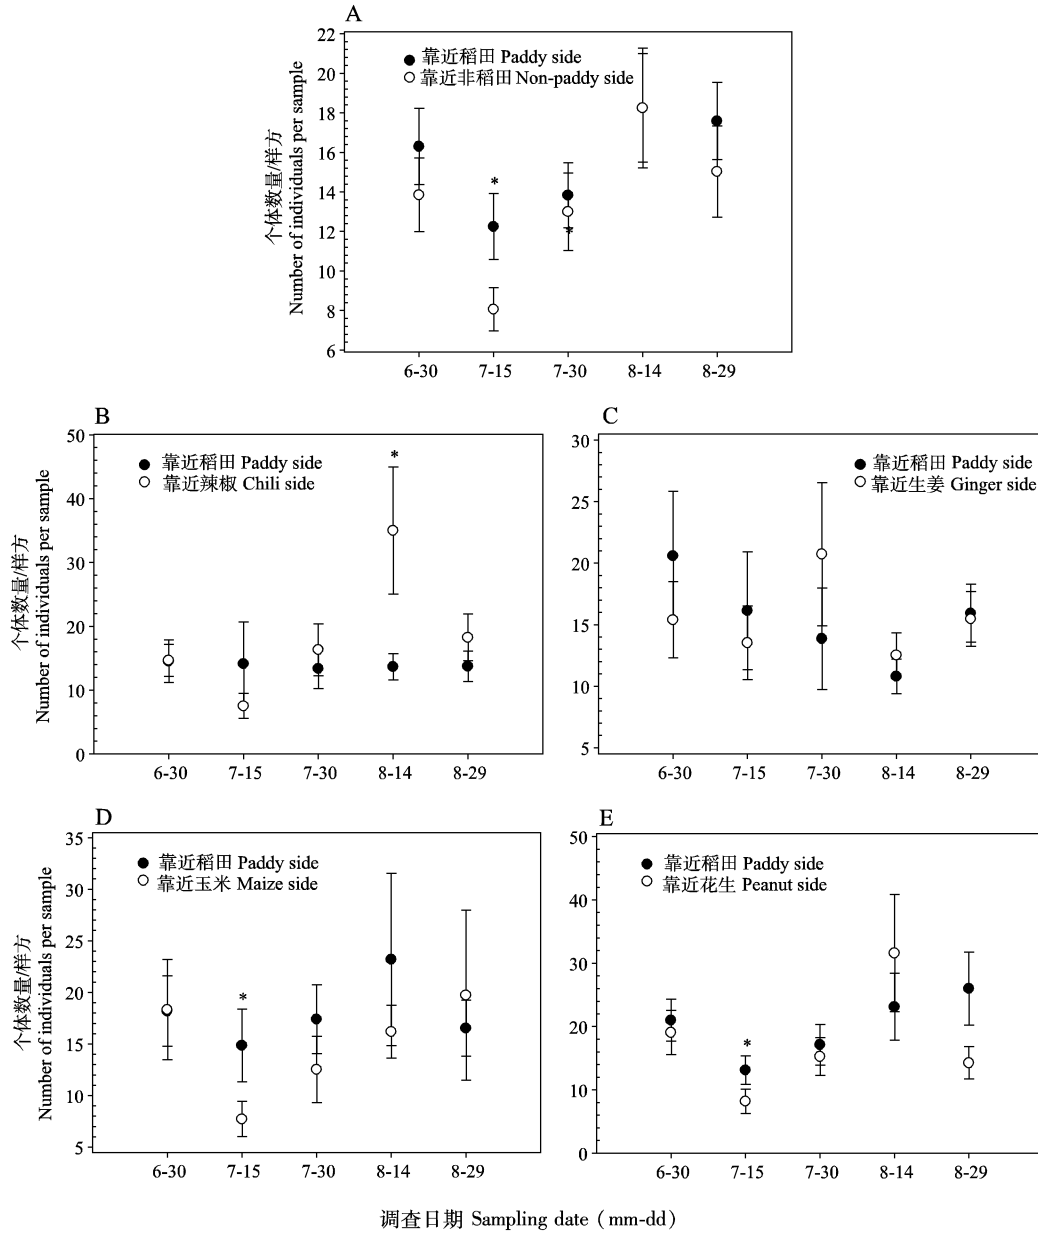 A
22
20
18
16
14
12
10
8
6
个体数量/样方
Number of individuals per sample
● 靠近稻田 Paddy side
○ 靠近非稻田 Non-paddy side
*
*
6-30 7-15 7-30 8-14 8-29
B
50
40
30
20
10
0
个体数量/样方
Number of individuals per sample
● 靠近稻田 Paddy side
○ 靠近辣椒 Chili side
*
6-30 7-15 7-30 8-14 8-29
C
30
25
20
15
10
5
● 靠近稻田 Paddy side
○ 靠近生姜 Ginger side
6-30 7-15 7-30 8-14 8-29
D
35
30
25
20
15
10
5
个体数量/样方
Number of individuals per sample
● 靠近稻田 Paddy side
○ 靠近玉米 Maize side
*
6-30 7-15 7-30 8-14 8-29
E
50
40
30
20
10
0
● 靠近稻田 Paddy side
○ 靠近花生 Peanut side
*
6-30 7-15 7-30 8-14 8-29
调查日期 Sampling date (mm-dd)